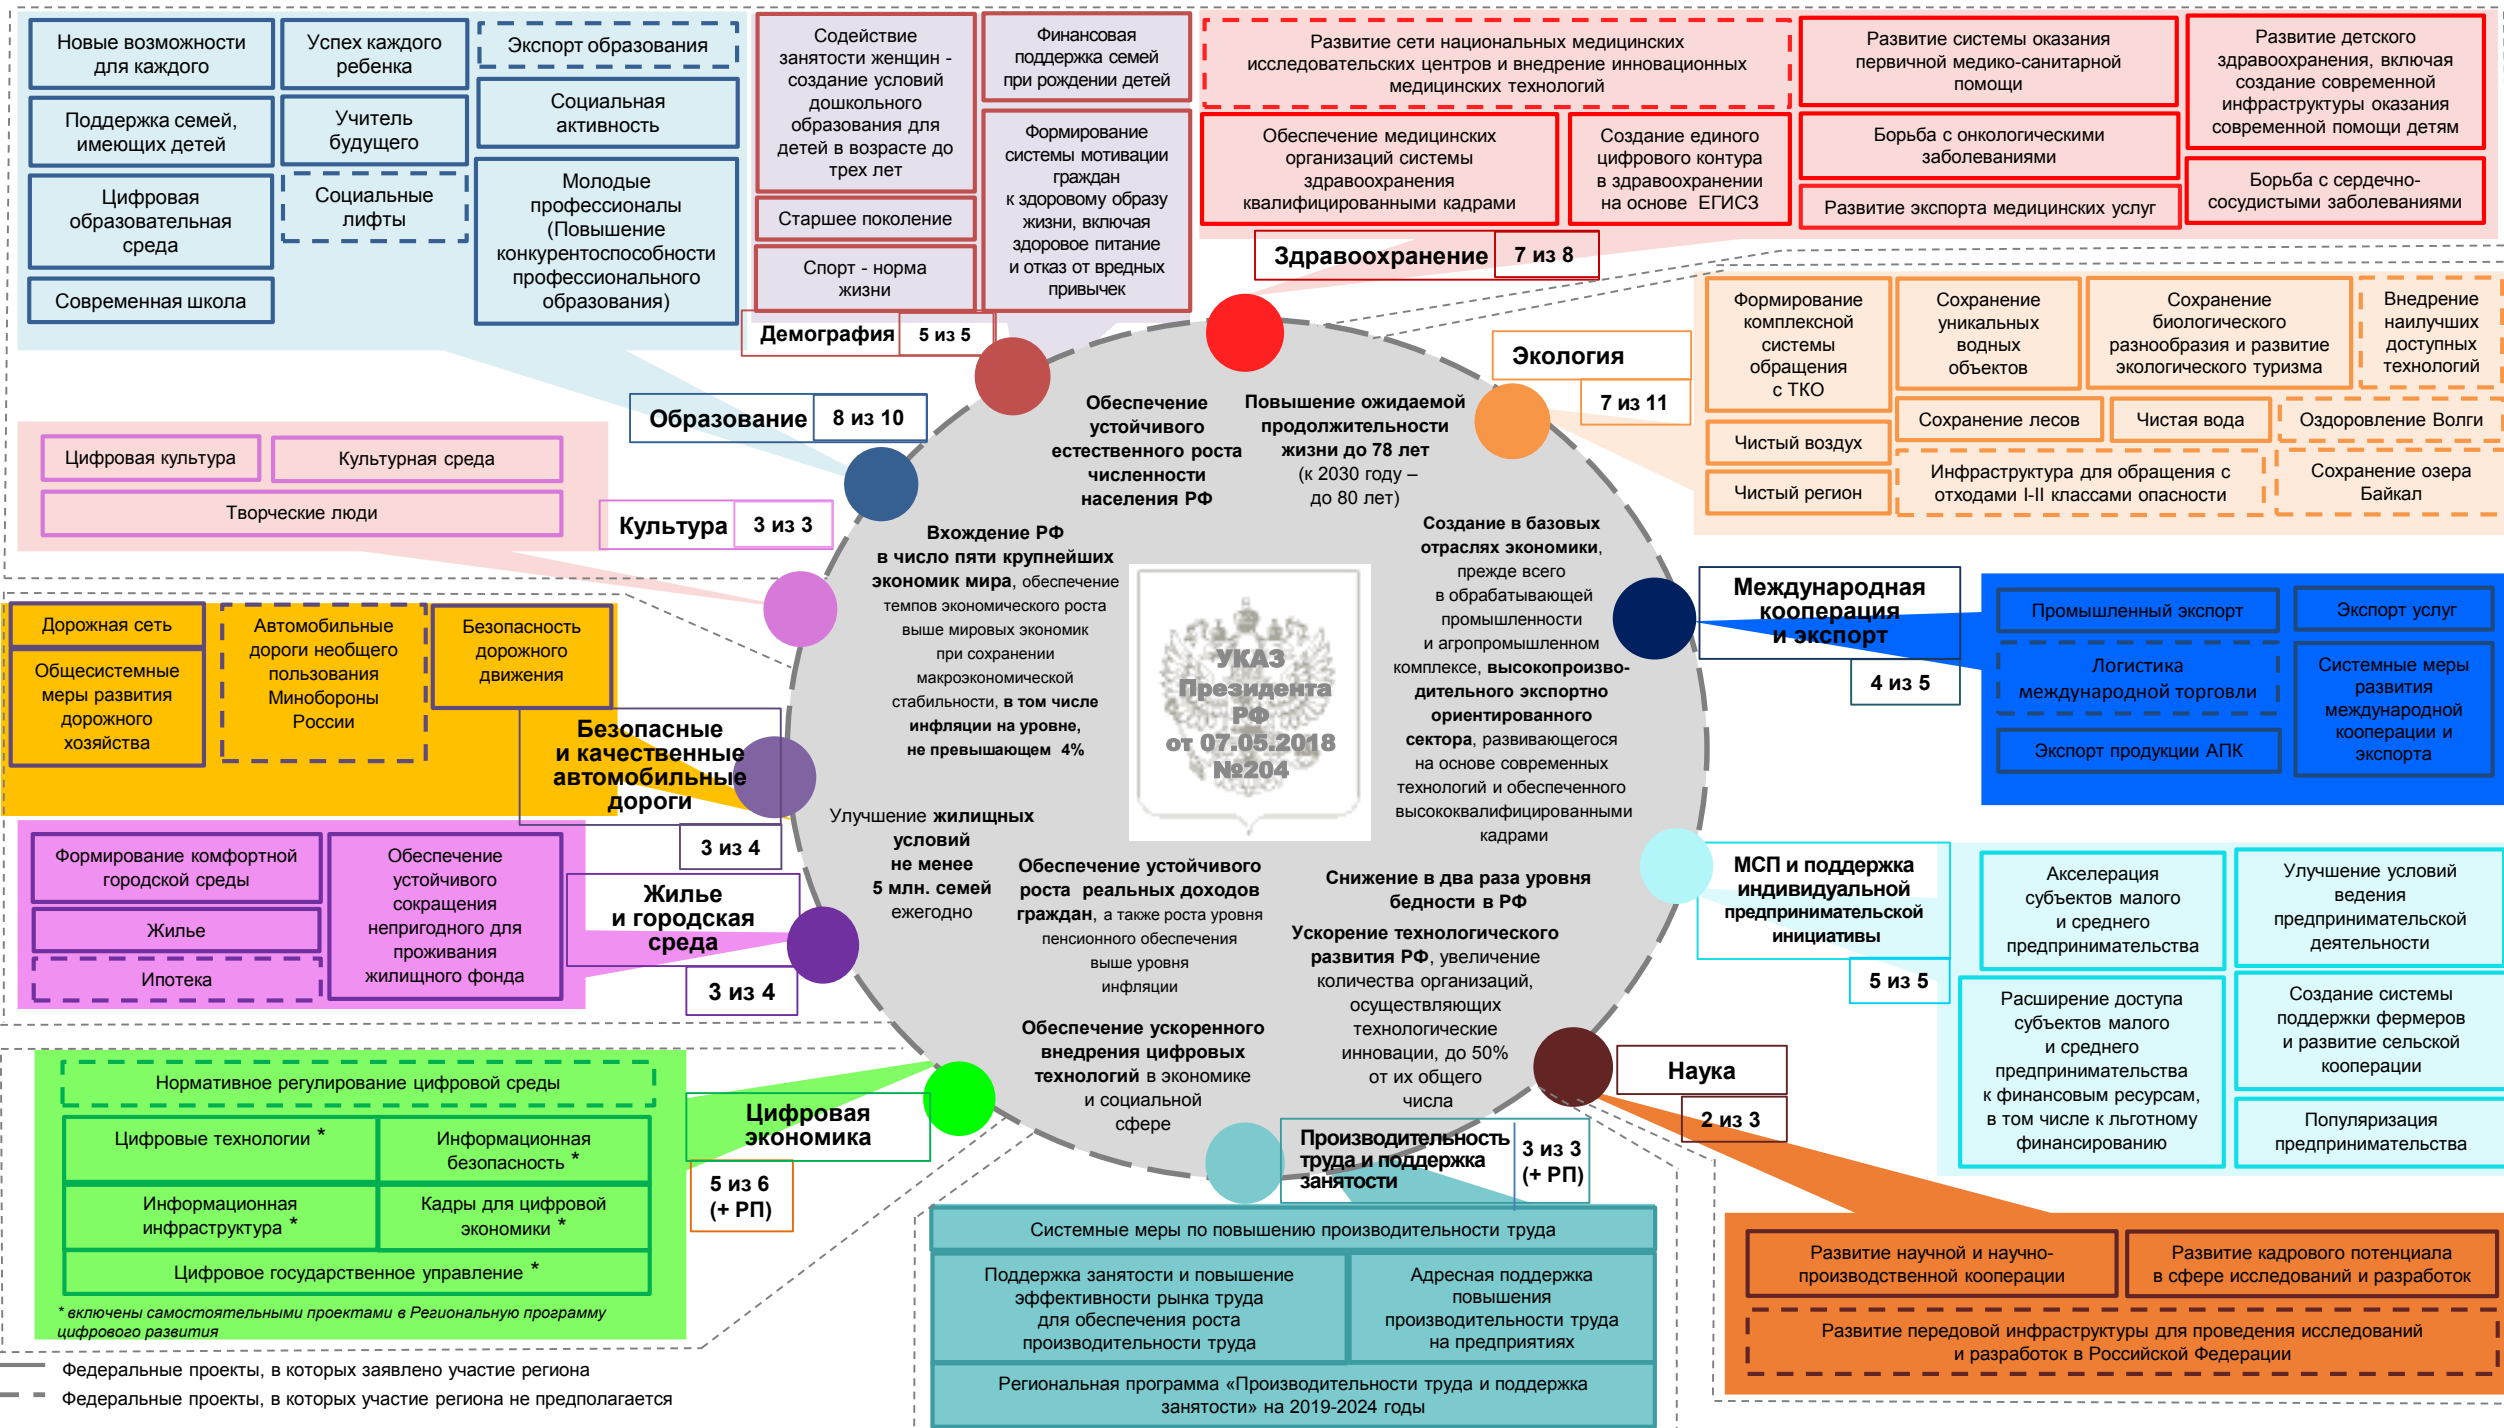 Новые возможности
для каждого
Поддержка семей,
имеющих детей
Цифровая
образовательная
среда
Современная школа
Успех каждого
ребенка
Учитель
будущего
Социальные
лифты
Экспорт образования
Социальная
активность
Молодые
профессионалы
(Повышение
конкурентоспособности
профессионального
образования)
Образование 8 из 10
Содействие
занятости женщин -
создание условий
дошкольного
образования для
детей в возрасте до
трех лет
Старшее поколение
Спорт - норма
жизни
Финансовая
поддержка семей
при рождении детей
Формирование
системы мотивации
граждан
к здоровому образу
жизни, включая
здоровое питание
и отказ от вредных
привычек
Демография 5 из 5
Развитие сети национальных медицинских
исследовательских центров и внедрение инновационных
медицинских технологий
Обеспечение медицинских
организаций системы
здравоохранения
квалифицированными кадрами
Создание единого
цифрового контура
в здравоохранении
на основе ЕГИСЗ
Развитие системы оказания
первичной медико-санитарной
помощи
Борьба с онкологическими
заболеваниями
Развитие экспорта медицинских услуг
Развитие детского
здравоохранения, включая
создание современной
инфраструктуры оказания
современной помощи детям
Борьба с сердечно-
сосудистыми заболеваниями
Здравоохранение 7 из 8
Экология
7 из 11
Формирование
комплексной
системы
обращения
с ТКО
Чистый воздух
Чистый регион
Сохранение
уникальных
водных
объектов
Сохранение
биологического
разнообразия и развитие
экологического туризма
Внедрение
наилучших
доступных
технологий
Сохранение лесов
Чистая вода
Оздоровление Волги
Инфраструктура для обращения с
отходами I-II классами опасности
Сохранение озера
Байкал
Цифровая культура
Культурная среда
Творческие люди
Культура 3 из 3
Дорожная сеть
Общесистемные
меры развития
дорожного
хозяйства
Автомобильные
дороги необщего
пользования
Минобороны
России
Безопасность
дорожного
движения
Безопасные
и качественные
автомобильные
дороги
3 из 4
Формирование комфортной
городской среды
Жилье
Ипотека
Обеспечение
устойчивого
сокращения
непригодного для
проживания
жилищного фонда
Жилье
и городская
среда
3 из 4
Нормативное регулирование цифровой среды
Цифровые технологии *
Информационная
безопасность *
Информационная
инфраструктура *
Кадры для цифровой
экономики *
Цифровое государственное управление *
* включены самостоятельными проектами в Региональную программу
цифрового развития
Цифровая
экономика
5 из 6
(+ РП)
Обеспечение
устойчивого
естественного роста
численности
населения РФ
Повышение ожидаемой
продолжительности
жизни до 78 лет
(к 2030 году –
до 80 лет)
Вхождение РФ
в число пяти крупнейших
экономик мира, обеспечение
темпов экономического роста
выше мировых экономик
при сохранении
макроэкономической
стабильности, в том числе
инфляции на уровне,
не превышающем 4%
УКАЗ
Президента
РФ
от 07.05.2018
№204
Создание в базовых
отраслях экономики,
прежде всего
в обрабатывающей
промышленности
и агропромышленном
комплексе, высокопроизво-
дительного экспортно
ориентированного
сектора, развивающегося
на основе современных
технологий и обеспеченного
высококвалифицированными
кадрами
Улучшение жилищных
условий
не менее
5 млн. семей
ежегодно
Обеспечение устойчивого
роста реальных доходов
граждан, а также роста уровня
пенсионного обеспечения
выше уровня
инфляции
Снижение в два раза уровня
бедности в РФ
Ускорение технологического
развития РФ, увеличение
количества организаций,
осуществляющих
технологические
инновации, до 50%
от их общего
числа
Обеспечение ускоренного
внедрения цифровых
технологий в экономике
и социальной
сфере
Международная
кооперация
и экспорт
4 из 5
Промышленный экспорт
Экспорт услуг
Логистика
международной торговли
Экспорт продукции АПК
Системные меры
развития
международной
кооперации и
экспорта
МСП и поддержка
индивидуальной
предпринимательской
инициативы
5 из 5
Акселерация
субъектов малого
и среднего
предпринимательства
Улучшение условий
ведения
предпринимательской
деятельности
Расширение доступа
субъектов малого
и среднего
предпринимательства
к финансовым ресурсам,
в том числе к льготному
финансированию
Создание системы
поддержки фермеров
и развитие сельской
кооперации
Популяризация
предпринимательства
Наука
2 из 3
Развитие научной и научно-
производственной кооперации
Развитие кадрового потенциала
в сфере исследований и разработок
Развитие передовой инфраструктуры для проведения исследований
и разработок в Российской Федерации
Производительность
труда и поддержка
занятости
3 из 3
(+ РП)
Системные меры по повышению производительности труда
Поддержка занятости и повышение
эффективности рынка труда
для обеспечения роста
производительности труда
Адресная поддержка
повышения
производительности труда
на предприятиях
Региональная программа «Производительности труда и поддержка
занятости» на 2019-2024 годы
Федеральные проекты, в которых заявлено участие региона
Федеральные проекты, в которых участие региона не предполагается